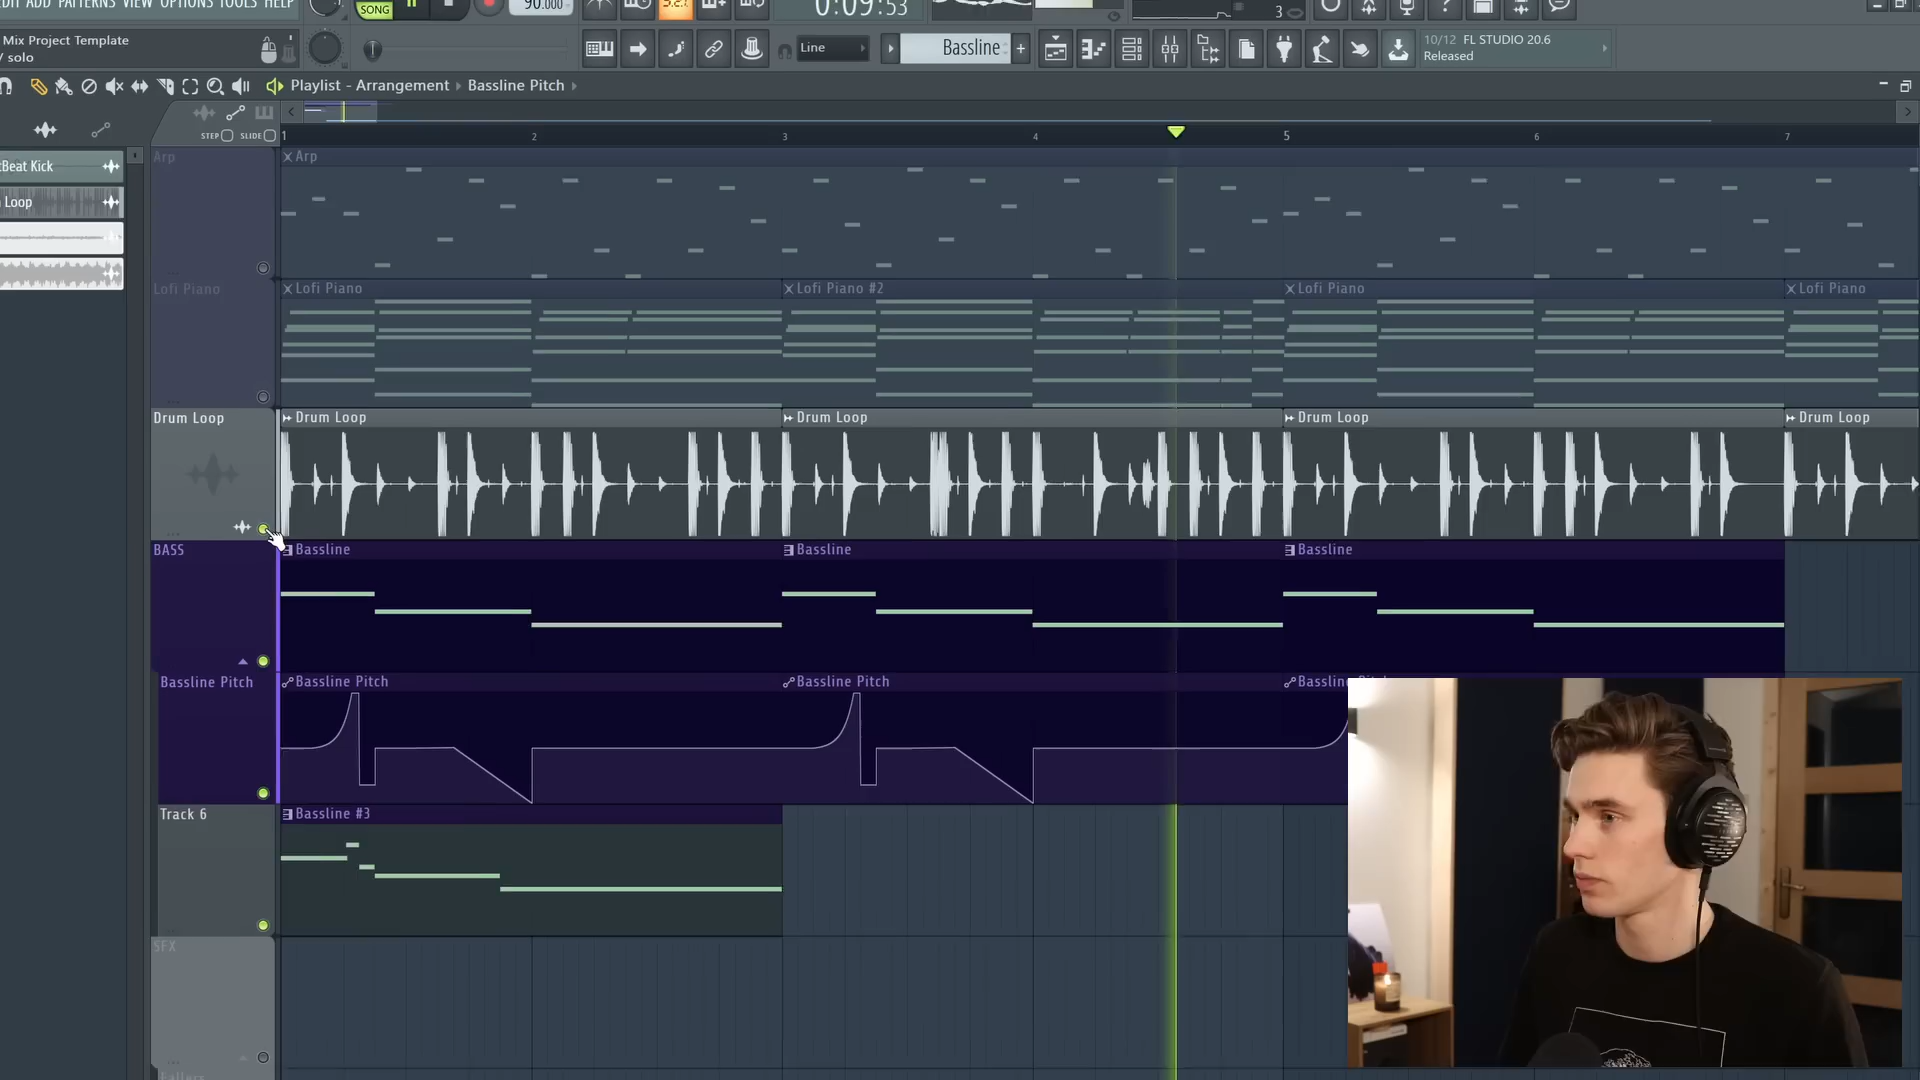 EDIT ADD PATTERNS VIEW OPTIONS TOOLS HELP
SONG
90.000
0:09:53
3
Mix Project Template
/ solo
Line
Bassline
+
10/12 FL STUDIO 20.6
Released
Playlist - Arrangement Bassline Pitch
STEP SLIDE
1 2 3 4 5 6 7
Beat Kick
Loop
Arp
Arp
Lofi Piano
Lofi Piano
Lofi Piano #2
Lofi Piano
Lofi Piano
Drum Loop
Drum Loop
Drum Loop
Drum Loop
Drum Loop
BASS
Bassline
Bassline
Bassline
Bassline Pitch
Bassline Pitch
Bassline Pitch
Track 6
Bassline #3
SFX